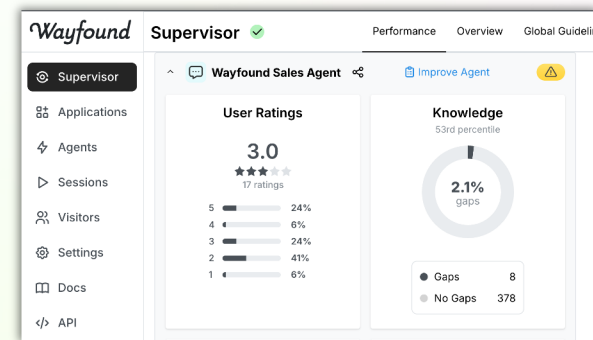 Wayfound
Supervisor
Performance
Overview
Global Guideli
Supervisor
Applications
Agents
Sessions
Visitors
Settings
Docs
API
Wayfound Sales Agent
Improve Agent
User Ratings
3.0
17 ratings
5 24%
4 6%
3 24%
2 41%
1 6%
Knowledge
53rd percentile
2.1%
gaps
Gaps 8
No Gaps 378